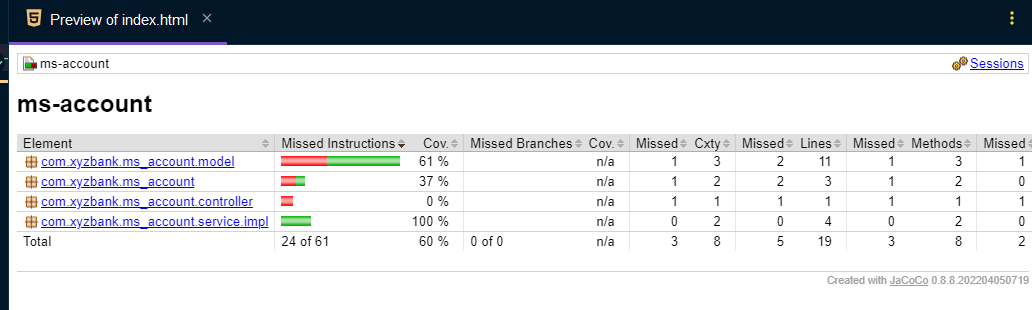 Preview of index.html ×
ms-account Sessions
ms-account
Element Missed Instructions Cov. Missed Branches Cov. Missed Cxty Missed Lines Missed Methods Missed
com.xyzbank.ms_account.model 61 % n/a 1 3 2 11 1 3 1
com.xyzbank.ms_account 37 % n/a 1 2 2 3 1 2 0
com.xyzbank.ms_account.controller 0 % n/a 1 1 1 1 1 1 1
com.xyzbank.ms_account.service.impl 100 % n/a 0 2 0 4 0 2 0
Total 24 of 61 60 % 0 of 0 n/a 3 8 5 19 3 8 2
Created with JaCoCo 0.8.8.202204050719